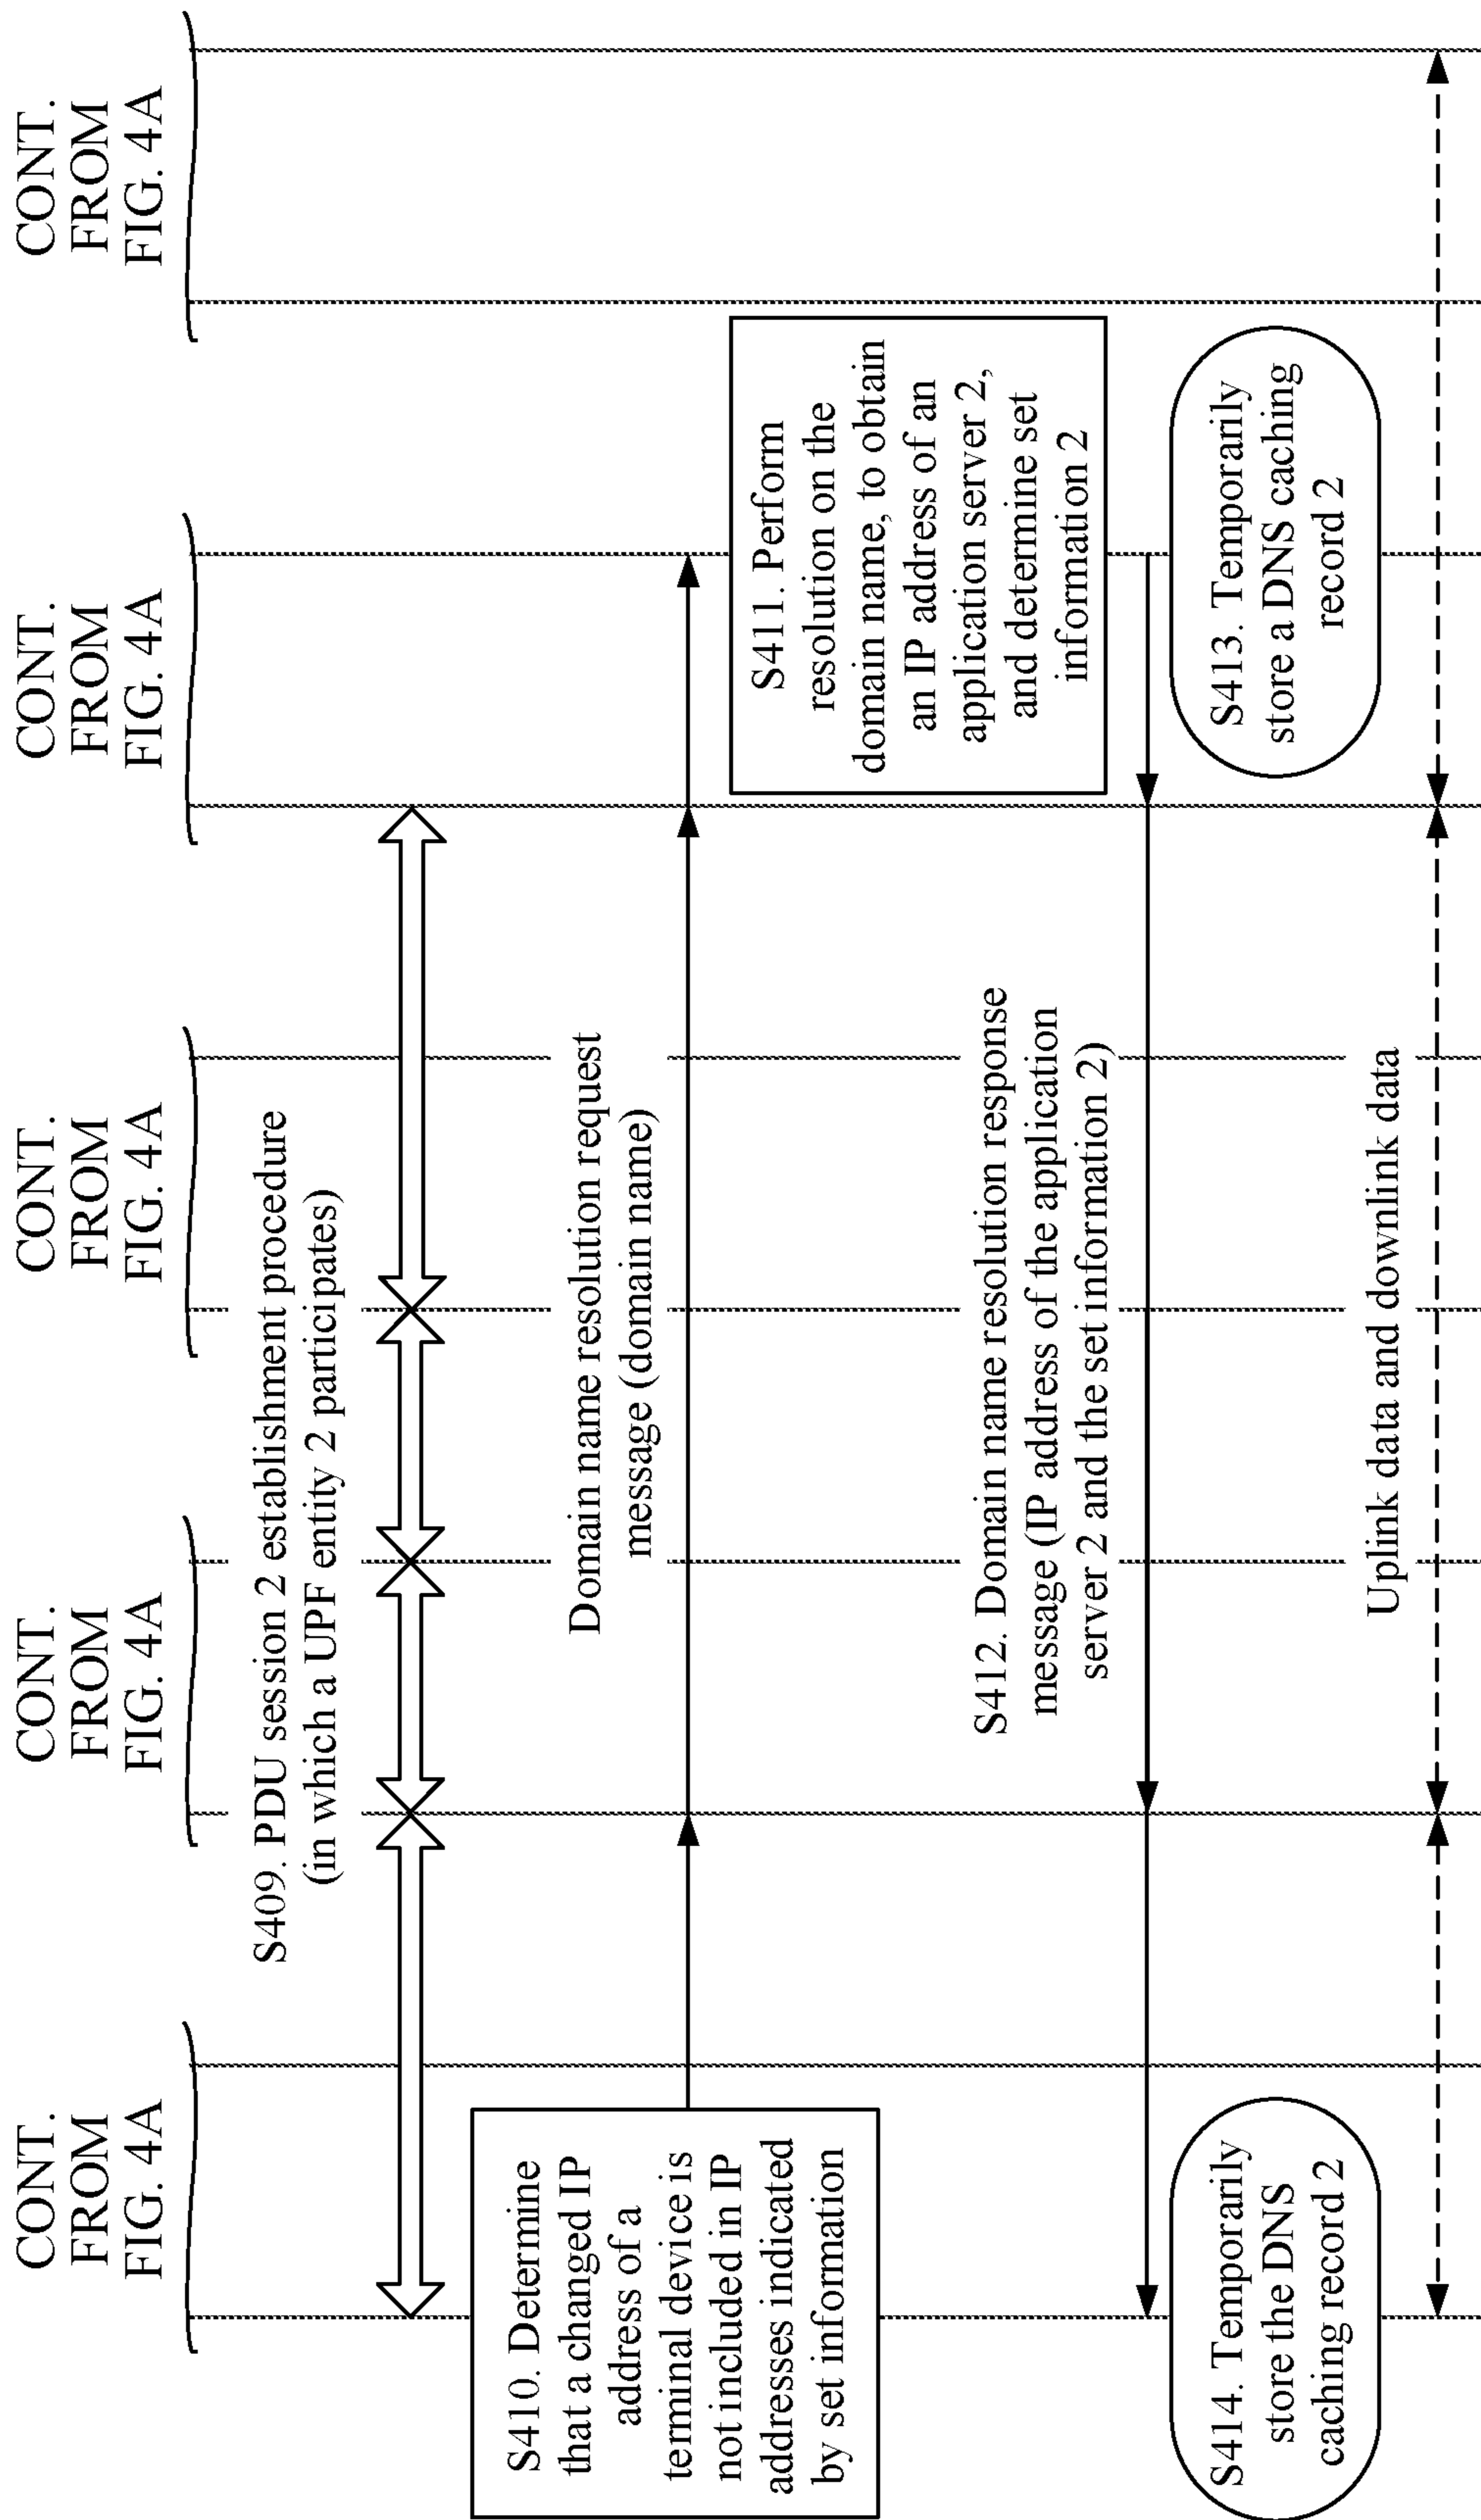 CONT.
FROM
FIG. 4A
CONT.
FROM
FIG. 4A
CONT.
FROM
FIG. 4A
CONT.
FROM
FIG. 4A
CONT.
FROM
FIG. 4A
S409. PDU session 2 establishment procedure
(in which a UPF entity 2 participates)
S410. Determine
that a changed IP
address of a
terminal device is
not included in IP
addresses indicated
by set information
Domain name resolution request
message (domain name)
S411. Perform
resolution on the
domain name, to obtain
an IP address of an
application server 2,
and determine set
information 2
S412. Domain name resolution response
message (IP address of the application
server 2 and the set information 2)
S413. Temporarily
store a DNS caching
record 2
S414. Temporarily
store the DNS
caching record 2
Uplink data and downlink data